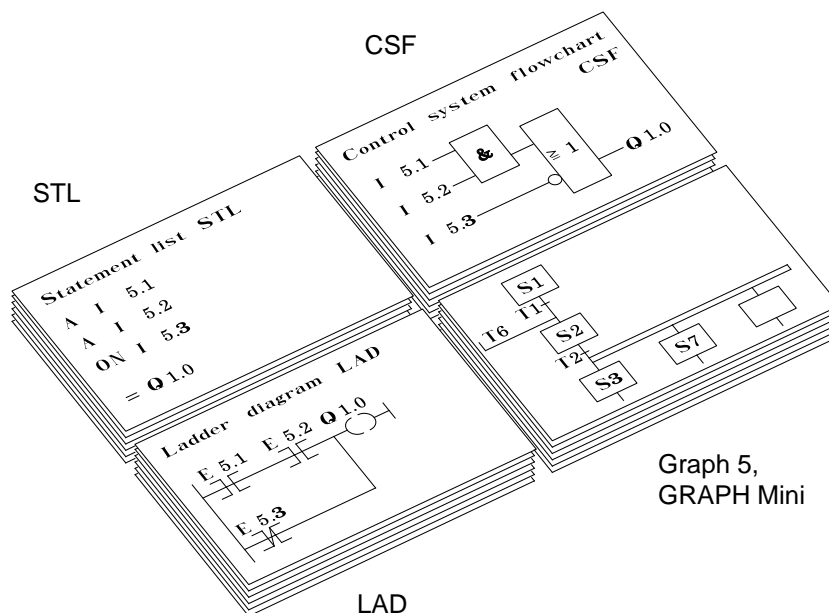 CSF
Control system flowchart
CSF
I 5.1
I 5.2
I 5.3
&
≥ 1
Q 1.0
STL
Statement list STL
A I 5.1
A I 5.2
ON I 5.3
= Q 1.0
S1
T1
T6
S2
T2
S3
S7
Graph 5,
GRAPH Mini
Ladder diagram LAD
E 5.1
E 5.2
Q 1.0
E 5.3
LAD